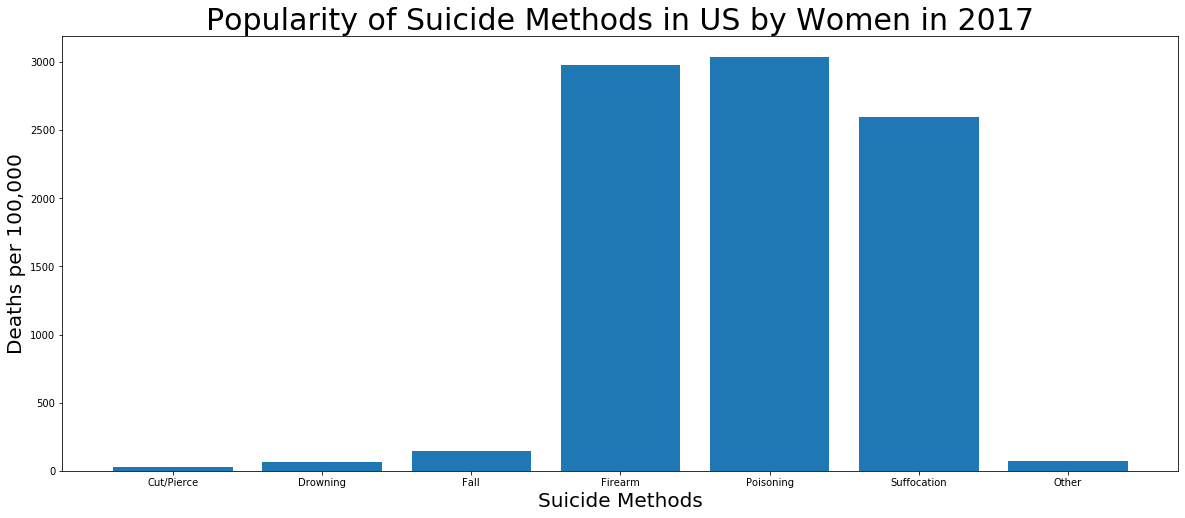 Popularity of Suicide Methods in US by Women in 2017
Deaths per 100,000
3000
2500
2000
1500
1000
500
0
Cut/Pierce Drowning Fall Firearm Poisoning Suffocation Other
Suicide Methods